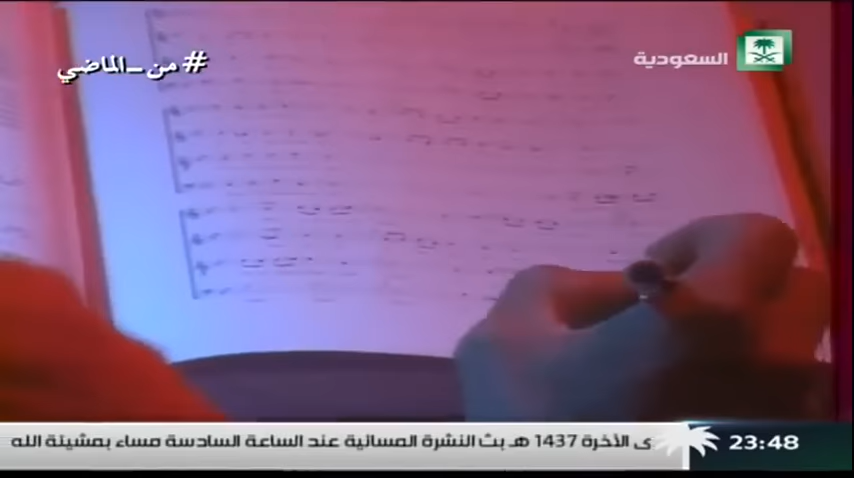 #من_الماضي
السعودية
ى الآخرة 1437 هـ بث النشرة المسائية عند الساعة السادسة مساء بمشيئة الله
23:48